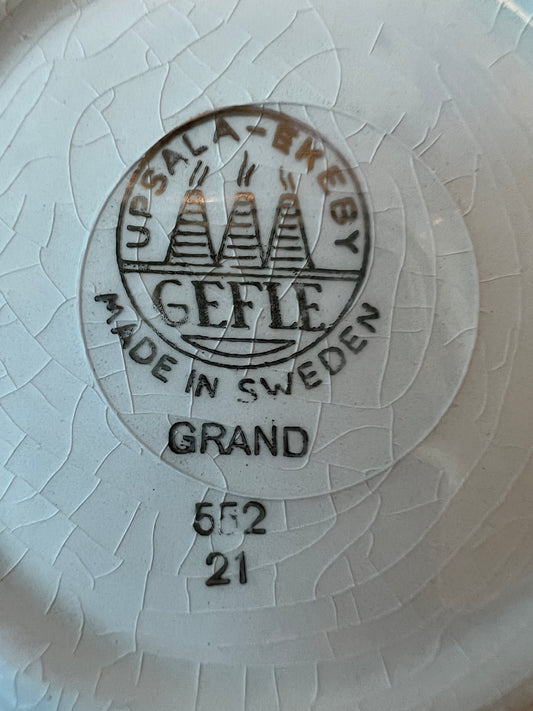 UPSALA-EKEBY
GEFLE
MADE IN SWEDEN
GRAND
552
21